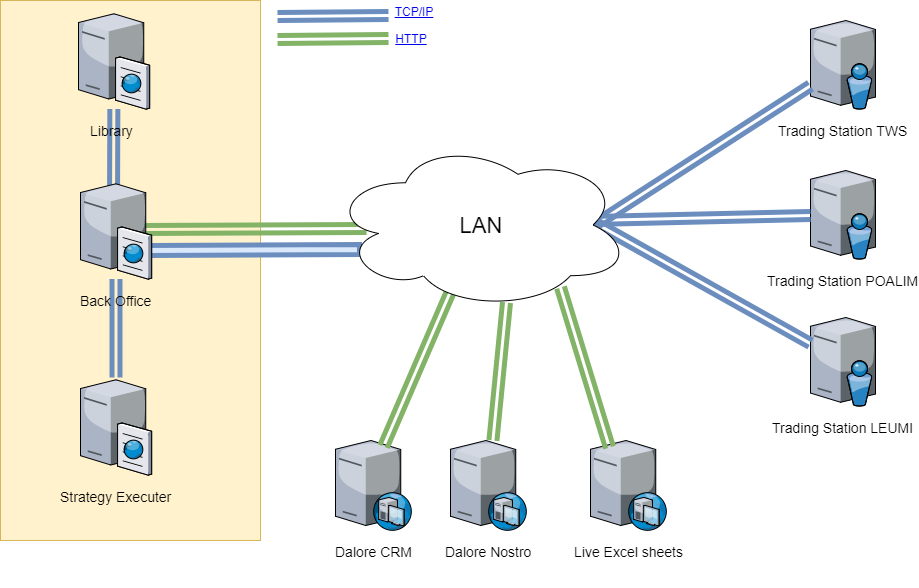 TCP/IP
HTTP
Library
Trading Station TWS
LAN
Back Office
Trading Station POALIM
Trading Station LEUMI
Strategy Executer
Dalore CRM
Dalore Nostro
Live Excel sheets